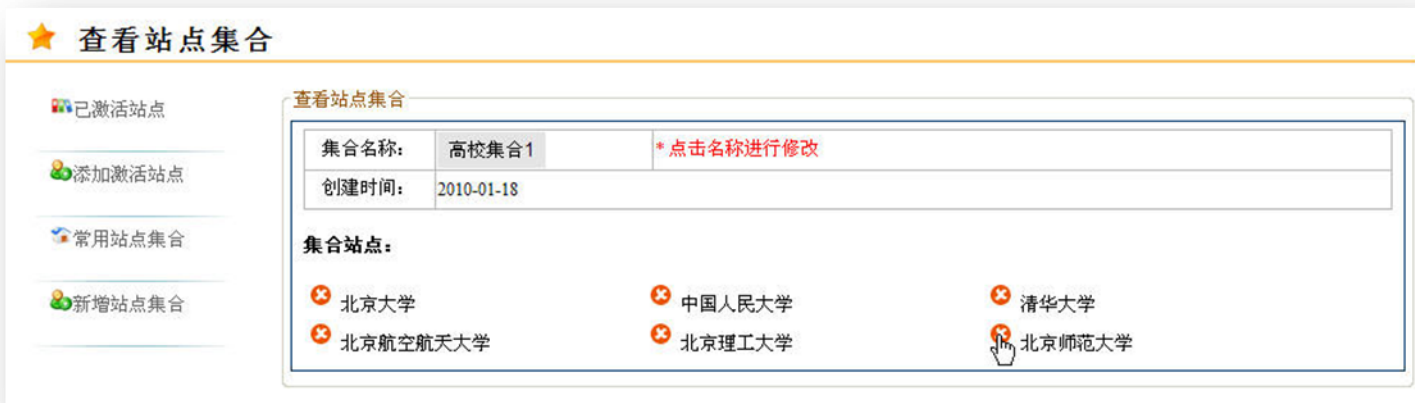 查看站点集合
已激活站点
添加激活站点
常用站点集合
新增站点集合
查看站点集合
集合名称： 高校集合1 * 点击名称进行修改
创建时间： 2010-01-18
集合站点：
北京大学 中国人民大学 清华大学
北京航空航天大学 北京理工大学 北京师范大学